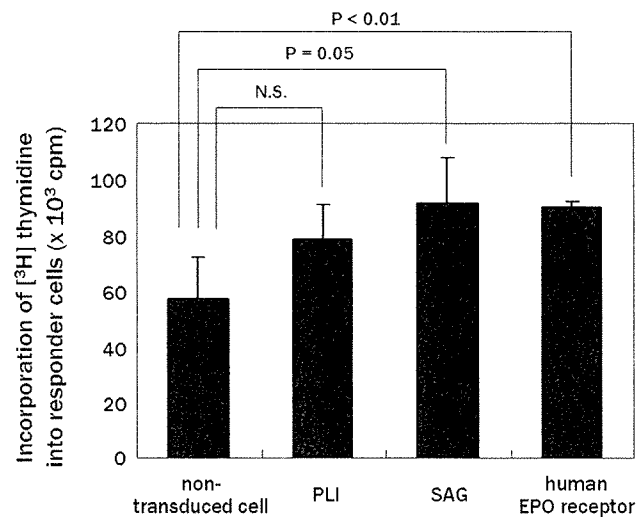 P < 0.01
P = 0.05
N.S.
Incorporation of [³H] thymidine
into responder cells (x 10³ cpm)
120
100
80
60
40
20
0
non-
transduced cell
PLI
SAG
human
EPO receptor